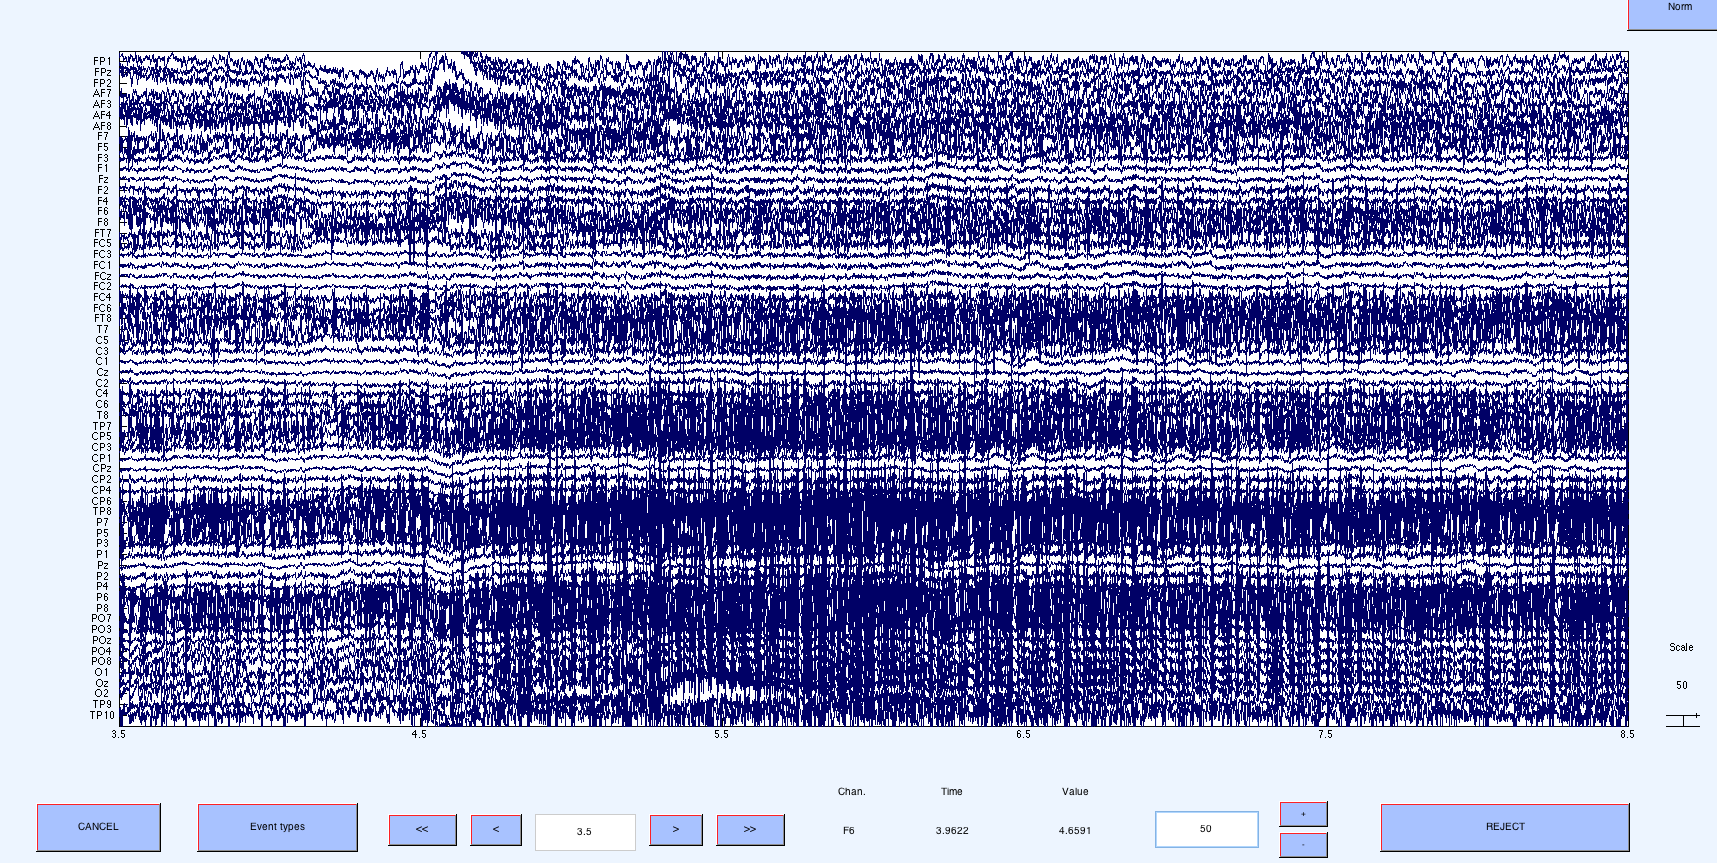 Norm
FP1
FPz
FP2
AF7
AF3
AF4
AF8
F7
F5
F3
F1
Fz
F2
F4
F6
F8
FT7
FC5
FC3
FC1
FCz
FC2
FC4
FC6
FT8
T7
C5
C3
C1
Cz
C2
C4
C6
T8
TP7
CP5
CP3
CP1
CPz
CP2
CP4
CP6
TP8
P7
P5
P3
P1
Pz
P2
P4
P6
P8
PO7
PO3
POz
PO4
PO8
O1
Oz
O2
TP9
TP10
3.5 4.5 5.5 6.5 7.5 8.5
Scale
50
Chan. Time Value
CANCEL Event types << < 3.5 > >> F6 3.9622 4.6591 50 + - REJECT